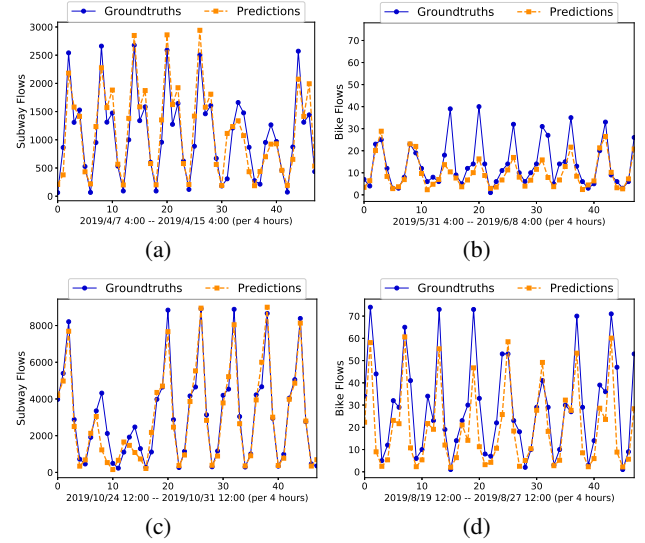 Groundtruths Predictions
Subway Flows
3000
2500
2000
1500
1000
500
0
0 10 20 30 40
2019/4/7 4:00 -- 2019/4/15 4:00 (per 4 hours)
(a)
Groundtruths Predictions
Bike Flows
70
60
50
40
30
20
10
0
0 10 20 30 40
2019/5/31 4:00 -- 2019/6/8 4:00 (per 4 hours)
(b)
Groundtruths Predictions
Subway Flows
8000
6000
4000
2000
0
0 10 20 30 40
2019/10/24 12:00 -- 2019/10/31 12:00 (per 4 hours)
(c)
Groundtruths Predictions
Bike Flows
70
60
50
40
30
20
10
0
0 10 20 30 40
2019/8/19 12:00 -- 2019/8/27 12:00 (per 4 hours)
(d)